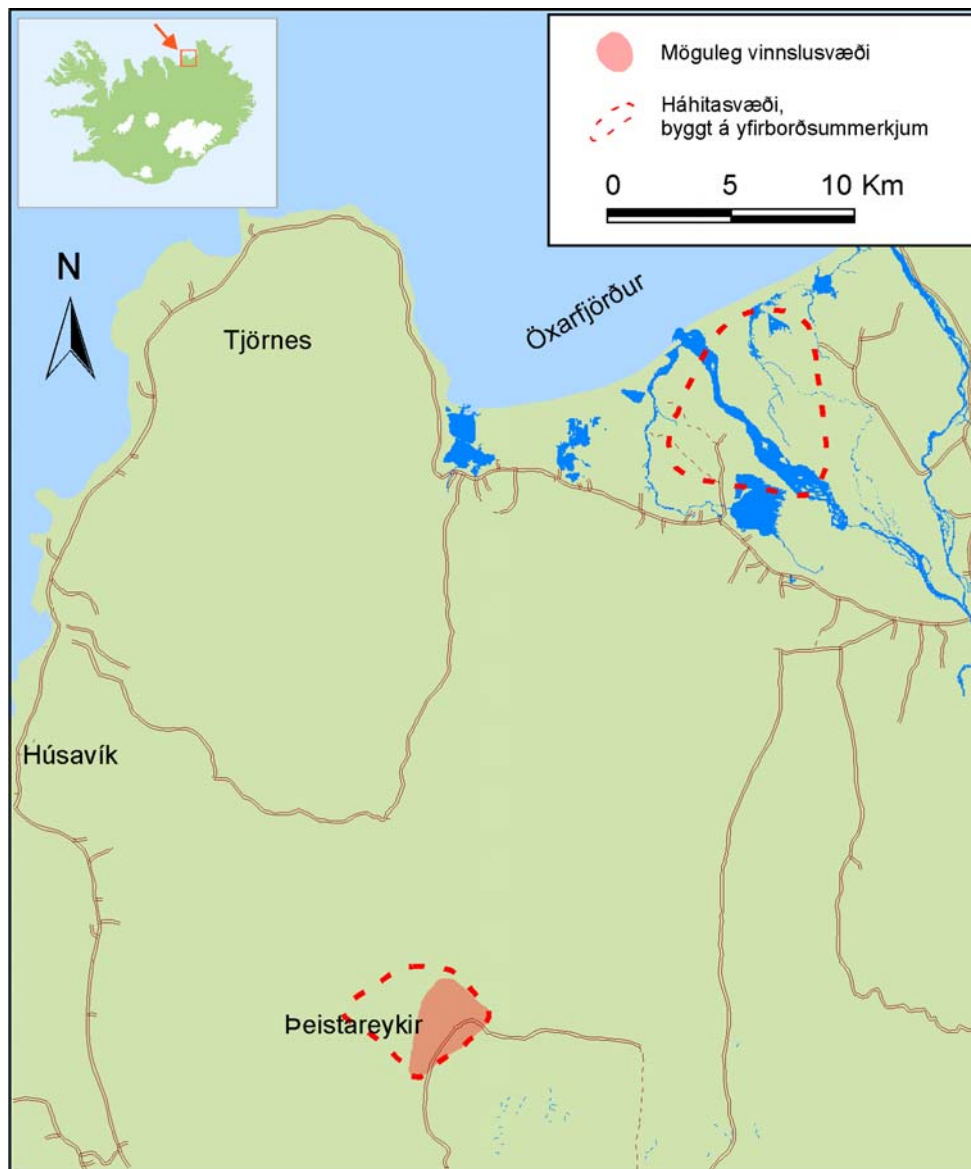 Möguleg vinnslusvæði
Háhitasvæði,
byggt á yfirborðsummerkjum
0 5 10 Km
N
Tjörnes
Öxarfjörður
Húsavík
Þeistareykir